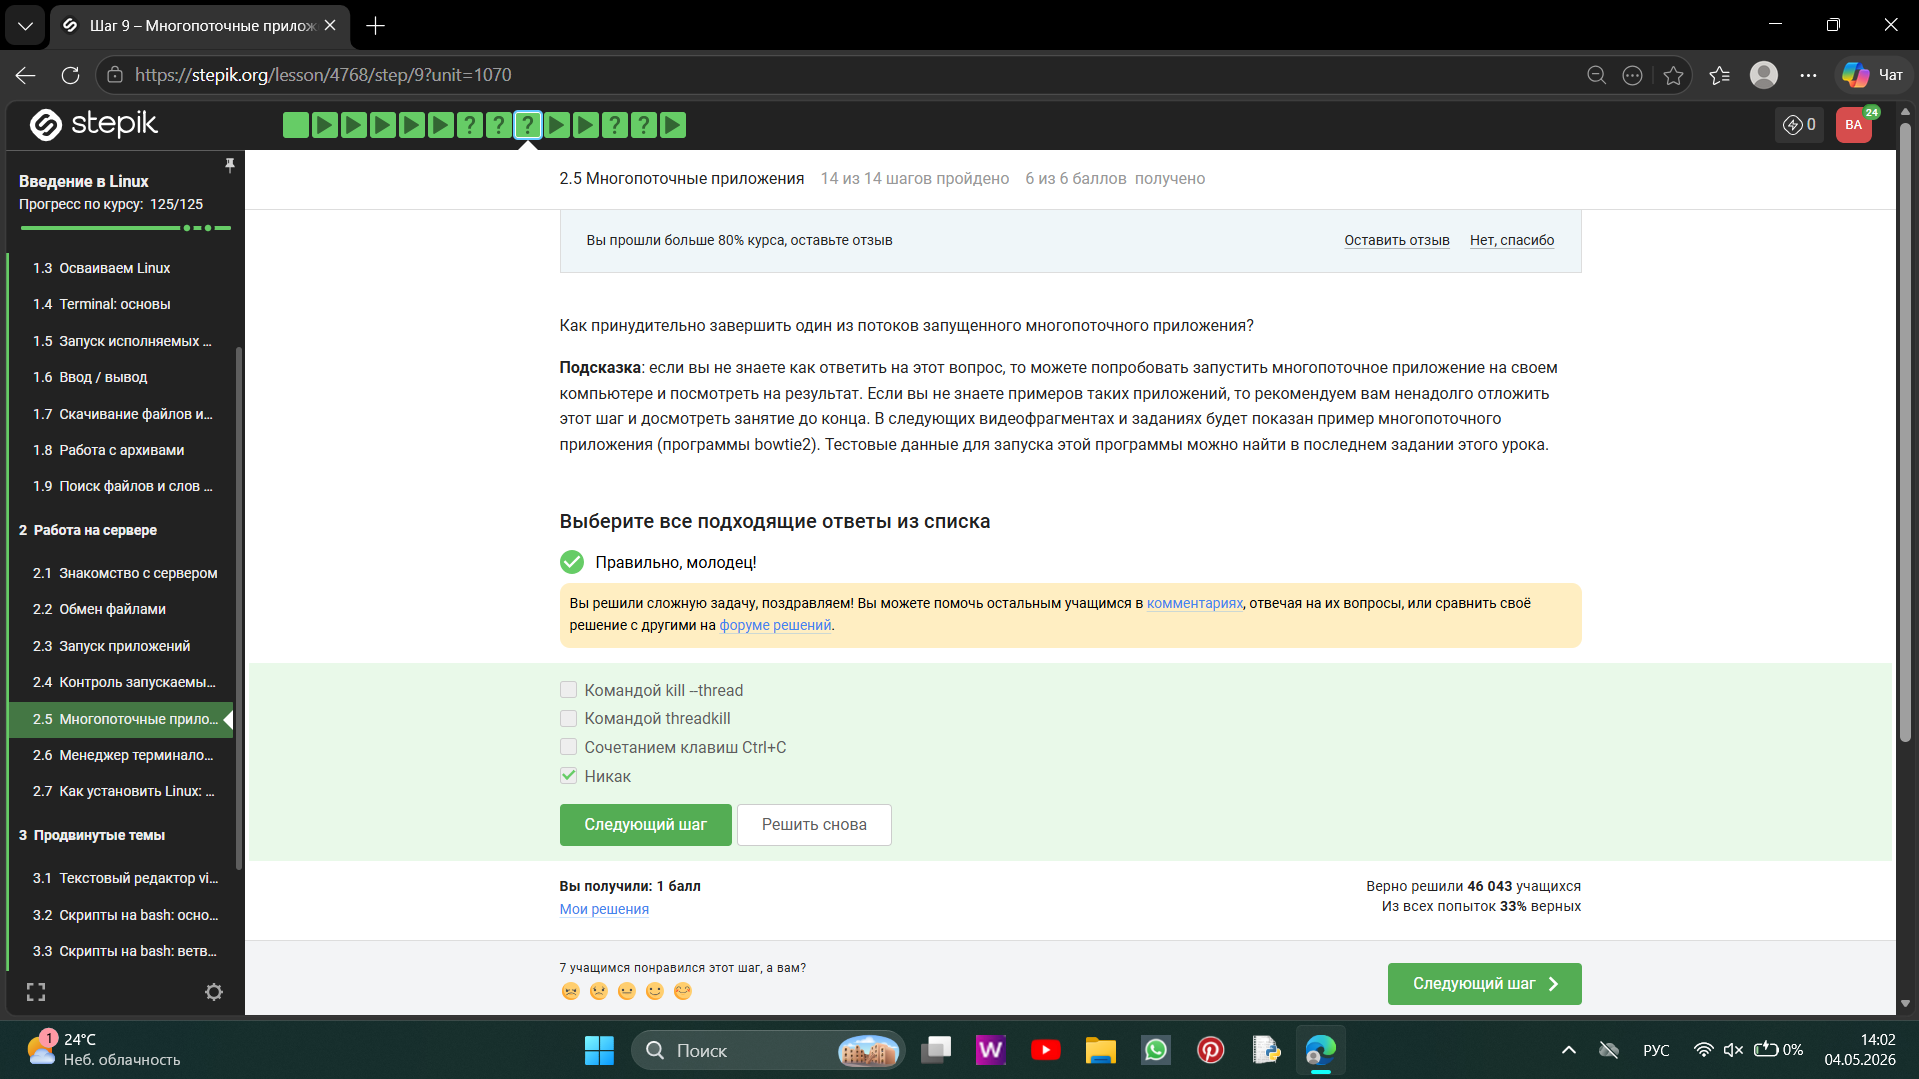 Шаг 9 – Многопоточные прилож
https://stepik.org/lesson/4768/step/9?unit=1070
Чат
stepik
0
ВА
24
Введение в Linux
Прогресс по курсу: 125/125
1.3 Осваиваем Linux
1.4 Terminal: основы
1.5 Запуск исполняемых ...
1.6 Ввод / вывод
1.7 Скачивание файлов и...
1.8 Работа с архивами
1.9 Поиск файлов и слов ...
2 Работа на сервере
2.1 Знакомство с сервером
2.2 Обмен файлами
2.3 Запуск приложений
2.4 Контроль запускаемы...
2.5 Многопоточные прило...
2.6 Менеджер терминало...
2.7 Как установить Linux: ...
3 Продвинутые темы
3.1 Текстовый редактор vi...
3.2 Скрипты на bash: осно...
3.3 Скрипты на bash: ветв...
2.5 Многопоточные приложения 14 из 14 шагов пройдено 6 из 6 баллов получено
Вы прошли больше 80% курса, оставьте отзыв
Оставить отзыв Нет, спасибо
Как принудительно завершить один из потоков запущенного многопоточного приложения?
Подсказка: если вы не знаете как ответить на этот вопрос, то можете попробовать запустить многопоточное приложение на своем
компьютере и посмотреть на результат. Если вы не знаете примеров таких приложений, то рекомендуем вам ненадолго отложить
этот шаг и досмотреть занятие до конца. В следующих видеофрагментах и заданиях будет показан пример многопоточного
приложения (программы bowtie2). Тестовые данные для запуска этой программы можно найти в последнем задании этого урока.
Выберите все подходящие ответы из списка
Правильно, молодец!
Вы решили сложную задачу, поздравляем! Вы можете помочь остальным учащимся в комментариях, отвечая на их вопросы, или сравнить своё
решение с другими на форуме решений.
Командой kill --thread
Командой threadkill
Сочетанием клавиш Ctrl+C
Никак
Следующий шаг
Решить снова
Вы получили: 1 балл
Мои решения
Верно решили 46 043 учащихся
Из всех попыток 33% верных
7 учащимся понравился этот шаг, а вам?
Следующий шаг
1
24°C
Неб. облачность
Поиск
W
РУС
0%
14:02
04.05.2026